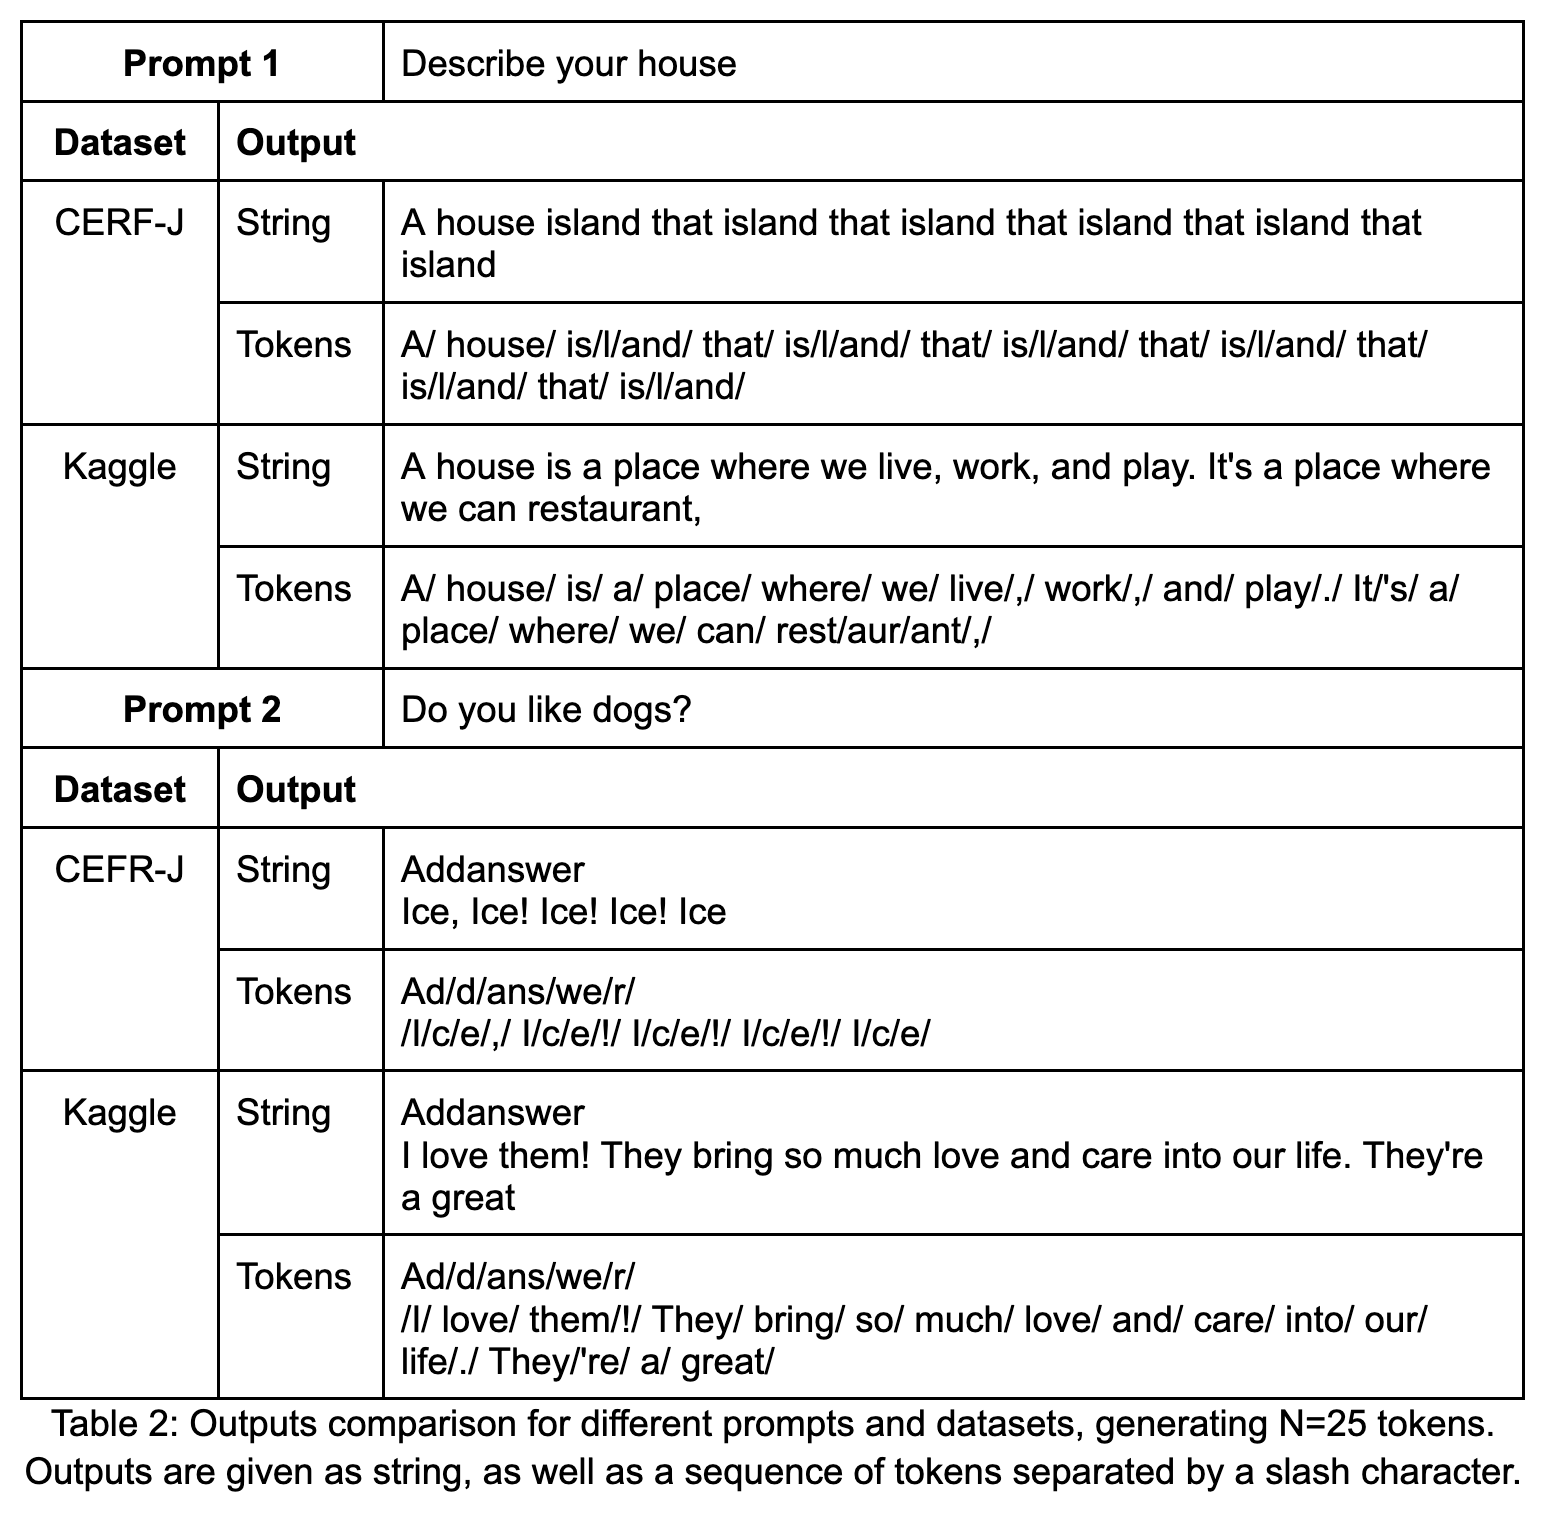 Prompt 1
Describe your house
Dataset
Output
CERF-J
String
A house island that island that island that island that island that
island
Tokens
A/ house/ is/l/and/ that/ is/l/and/ that/ is/l/and/ that/ is/l/and/ that/
is/l/and/ that/ is/l/and/
Kaggle
String
A house is a place where we live, work, and play. It's a place where
we can restaurant,
Tokens
A/ house/ is/ a/ place/ where/ we/ live/,/ work/,/ and/ play/./ It/'s/ a/
place/ where/ we/ can/ rest/aur/ant/,/
Prompt 2
Do you like dogs?
Dataset
Output
CEFR-J
String
Addanswer
Ice, Ice! Ice! Ice! Ice
Tokens
Ad/d/ans/we/r/
/I/c/e/,/ I/c/e/!/ I/c/e/!/ I/c/e/!/ I/c/e/
Kaggle
String
Addanswer
I love them! They bring so much love and care into our life. They're
a great
Tokens
Ad/d/ans/we/r/
/I/ love/ them/!/ They/ bring/ so/ much/ love/ and/ care/ into/ our/
life/./ They/'re/ a/ great/
Table 2: Outputs comparison for different prompts and datasets, generating N=25 tokens.
Outputs are given as string, as well as a sequence of tokens separated by a slash character.